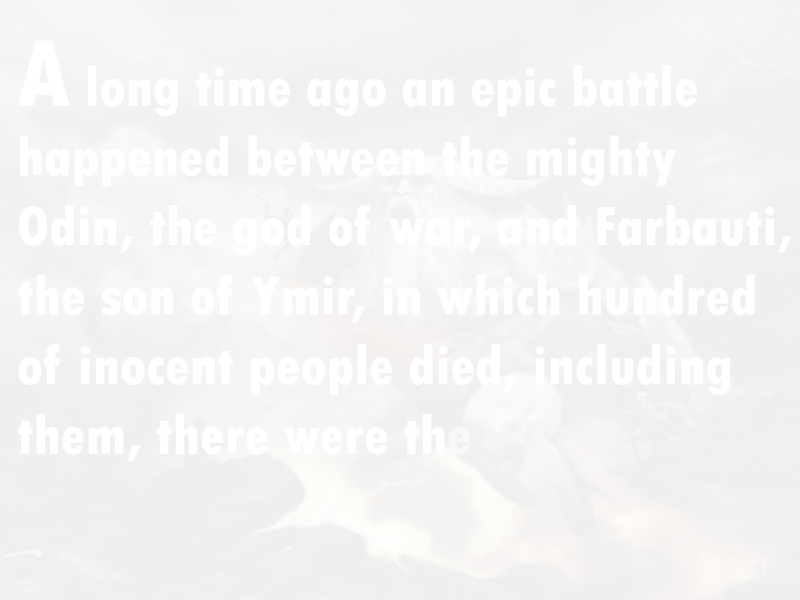 A long time ago an epic battle
happened between the mighty
Odin, the god of war, and Farbauti,
the son of Ymir, in which hundred
of inocent people died, including
them, there were the